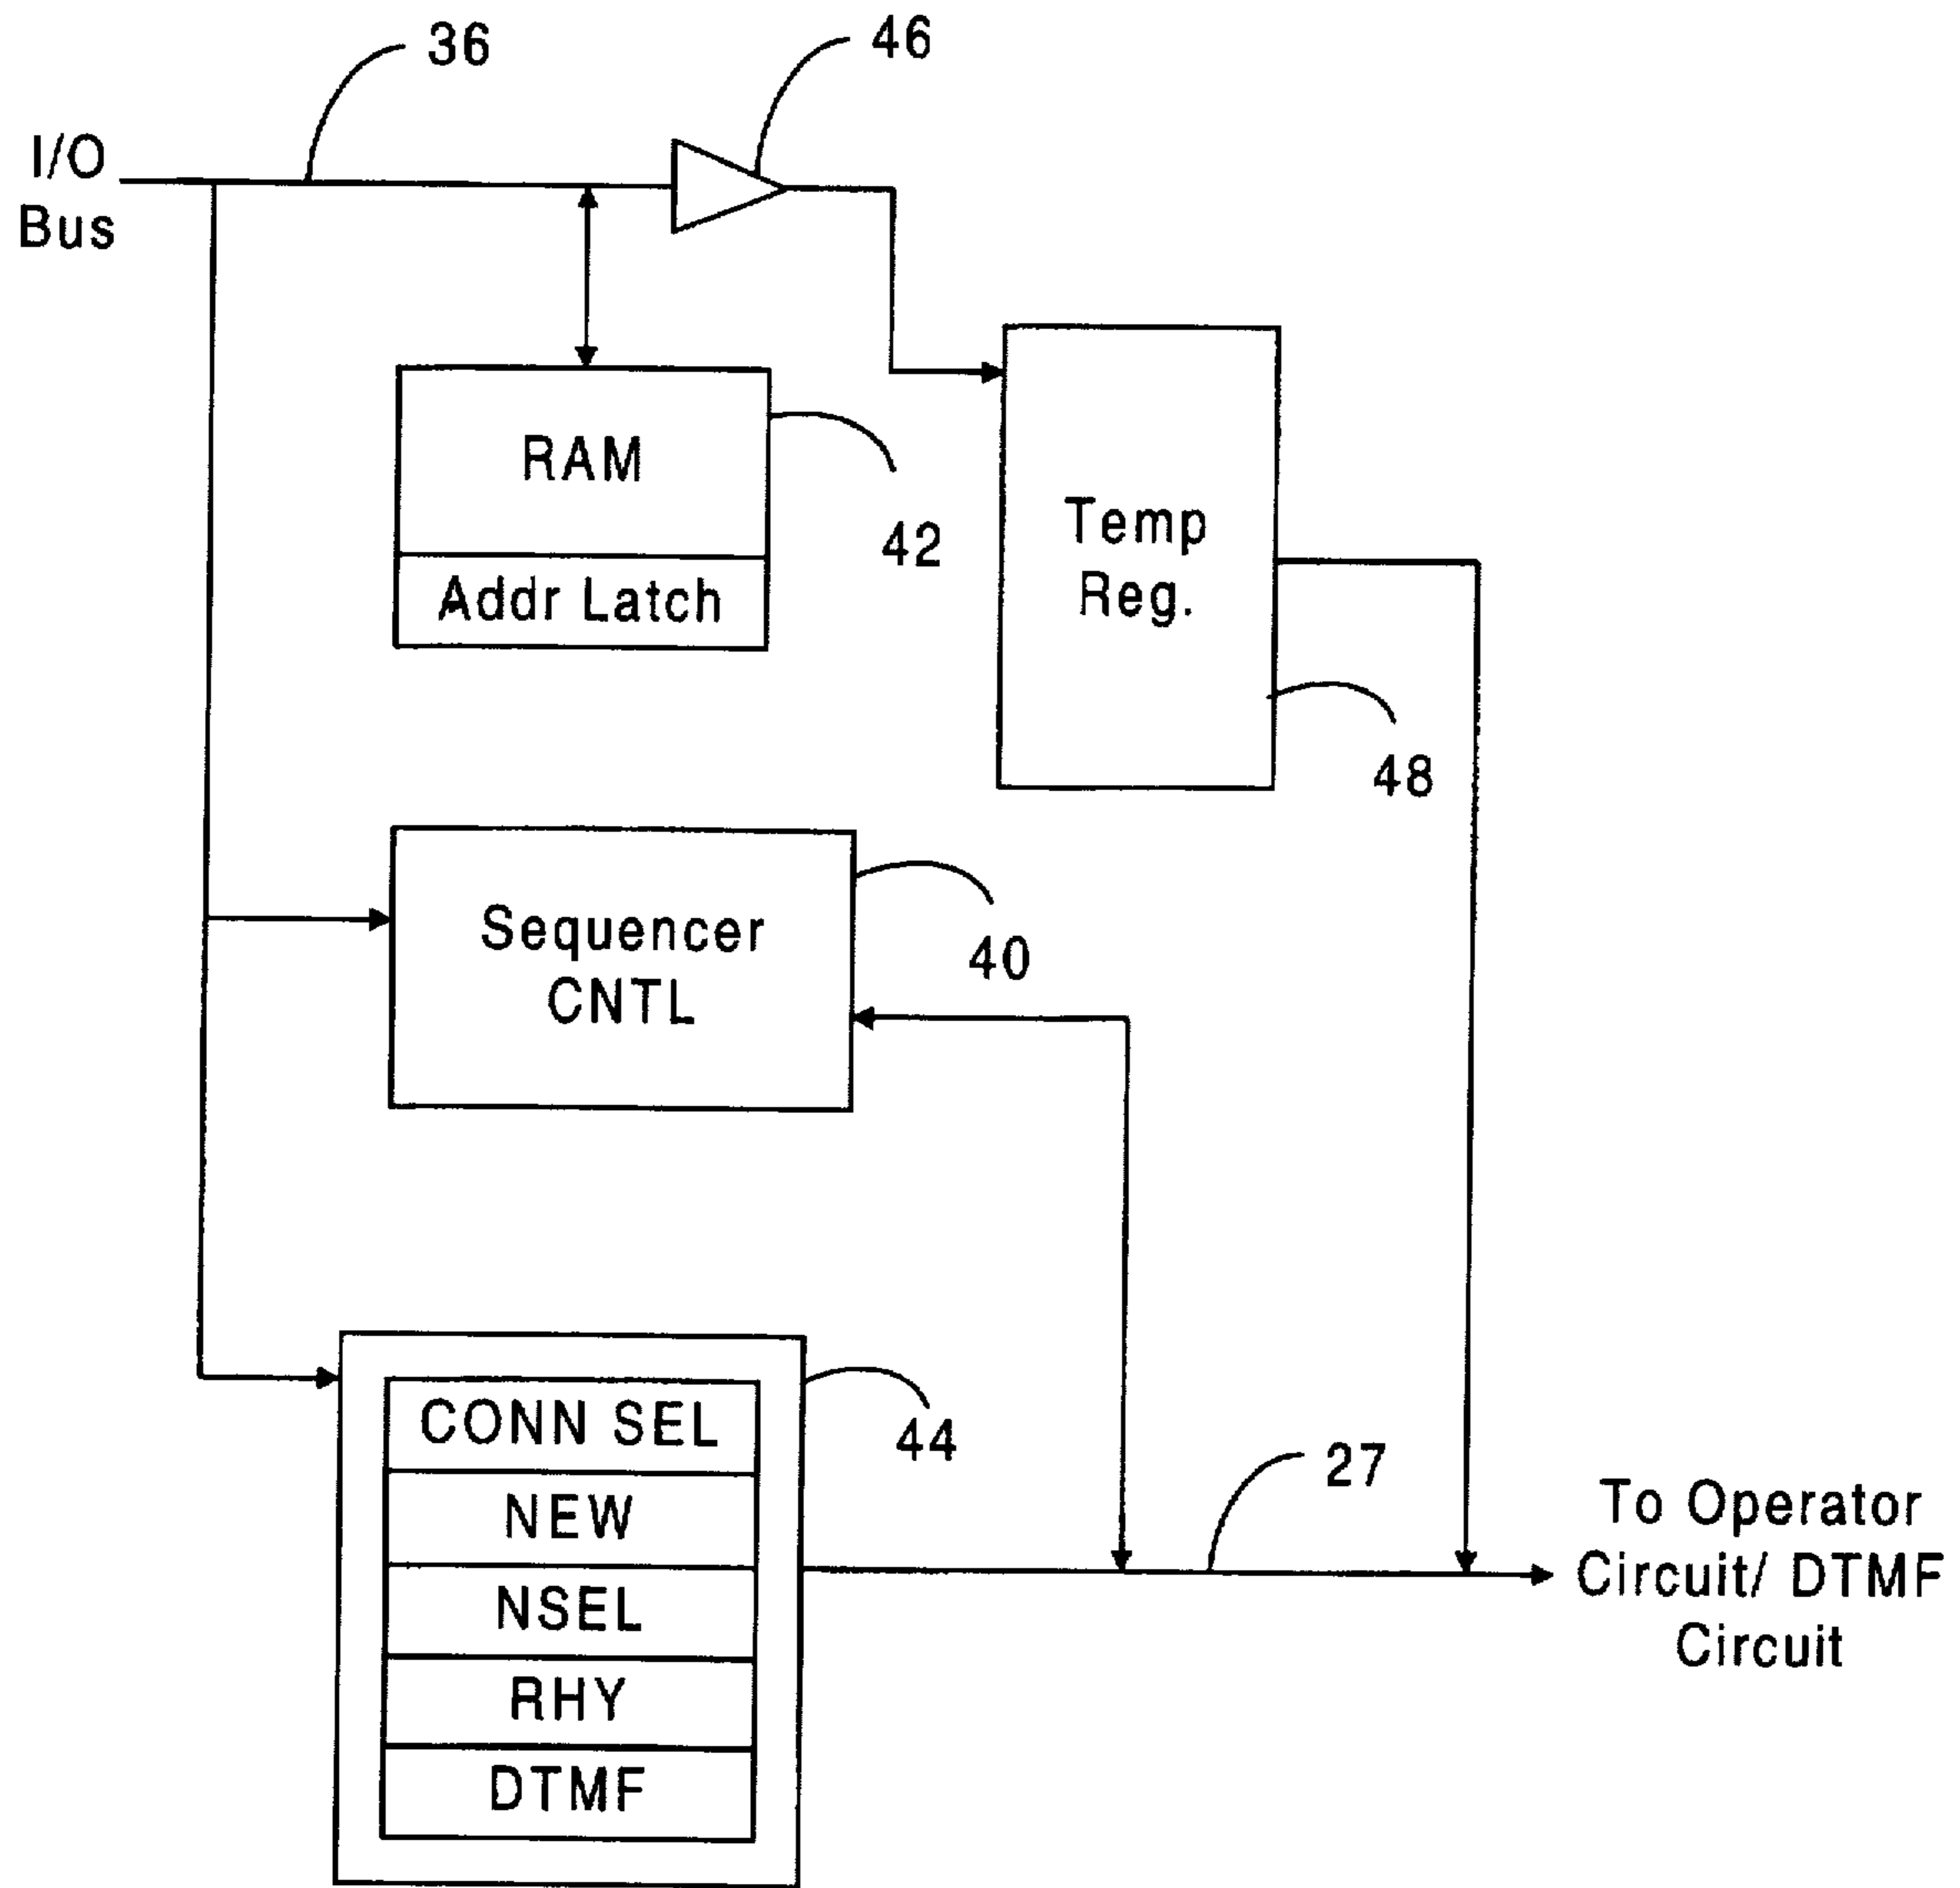 36
46
I/O
Bus
RAM
42
Addr Latch
Temp
Reg.
48
Sequencer
CNTL
40
CONN SEL
44
NEW
NSEL
RHY
DTMF
27
To Operator
Circuit/ DTMF
Circuit